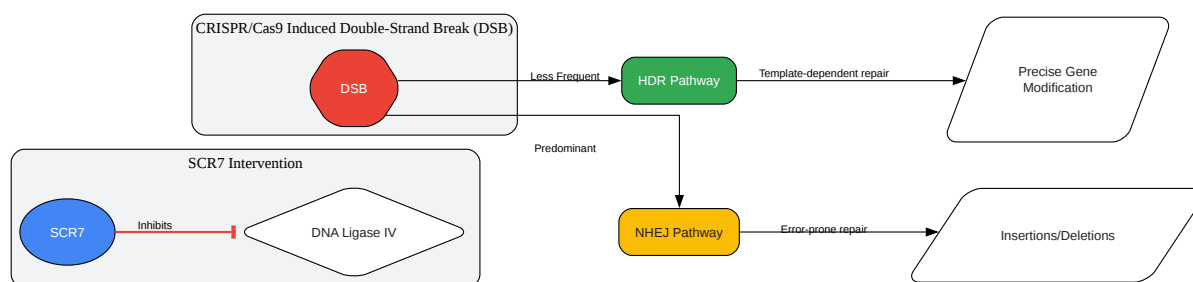 CRISPR/Cas9 Induced Double-Strand Break (DSB)
DSB
Less Frequent
HDR Pathway
Template-dependent repair
Precise Gene
Modification
Predominant
SCR7 Intervention
SCR7
Inhibits
DNA Ligase IV
NHEJ Pathway
Error-prone repair
Insertions/Deletions